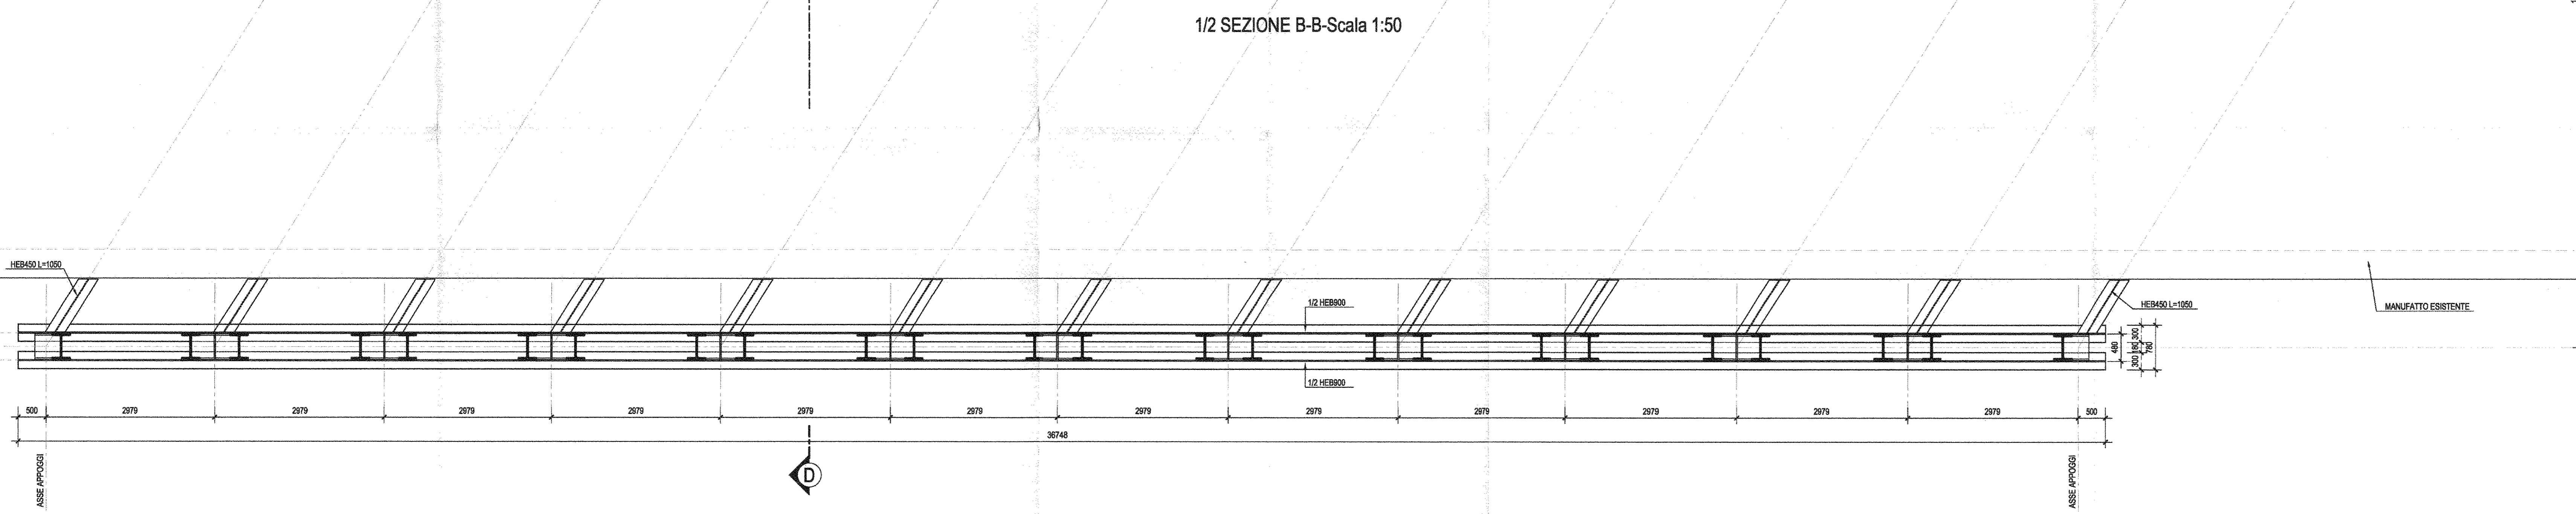 1/2 SEZIONE B-B-Scala 1:50
HEB450 L=1050
1/2 HEB900
HEB450 L=1050
MANUFATTO ESISTENTE
300
480
180
780
300
1/2 HEB900
500 2979 2979 2979 2979 2979 2979 2979 2979 2979 2979 2979 2979 500
36748
ASSE APPOGGI
D
ASSE APPOGGI